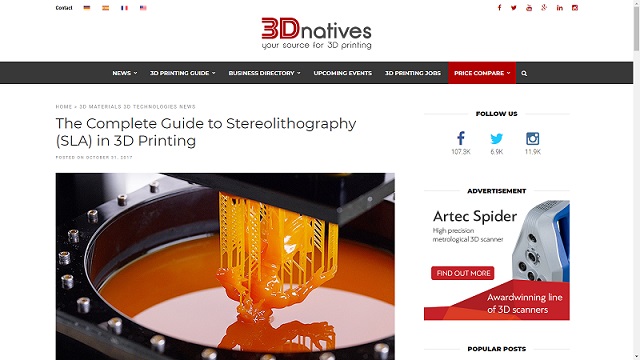 Contact
3Dnatives
your source for 3D printing
NEWS
3D PRINTING GUIDE
BUSINESS DIRECTORY
UPCOMING EVENTS
3D PRINTING JOBS
PRICE COMPARE
HOME » 3D MATERIALS 3D TECHNOLOGIES NEWS
The Complete Guide to Stereolithography
(SLA) in 3D Printing
POSTED ON OCTOBER 31, 2017
FOLLOW US
107.3K
6.9K
11.9K
ADVERTISEMENT
Artec Spider
High precision
metrological 3D scanner
FIND OUT MORE
Awardwinning line
of 3D scanners
POPULAR POSTS